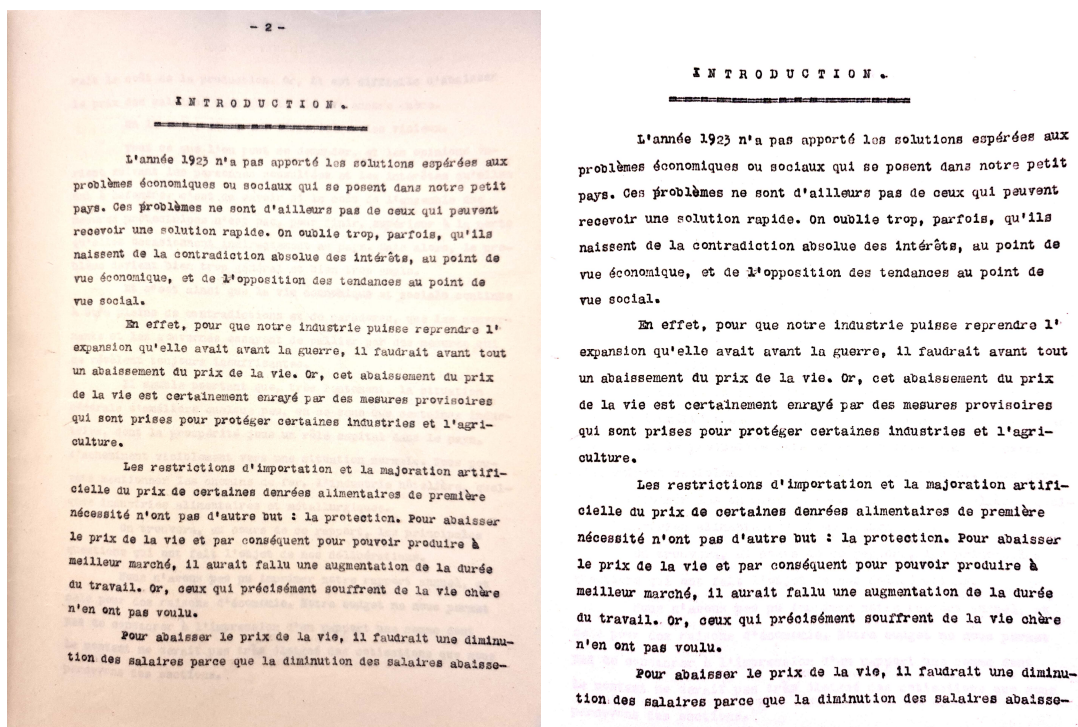 - 2 -
INTRODUCTION.
L'année 1923 n'a pas apporté les solutions espérées aux
problèmes économiques ou sociaux qui se posent dans notre petit
pays. Ces problèmes ne sont d'ailleurs pas de ceux qui peuvent
recevoir une solution rapide. On oublie trop, parfois, qu'ils
naissent de la contradiction absolue des intérêts, au point de
vue économique, et de l'opposition des tendances au point de
vue social.
En effet, pour que notre industrie puisse reprendre l'
expansion qu'elle avait avant la guerre, il faudrait avant tout
un abaissement du prix de la vie. Or, cet abaissement du prix
de la vie est certainement enrayé par des mesures provisoires
qui sont prises pour protéger certaines industries et l'agri-
culture.
Les restrictions d'importation et la majoration artifi-
cielle du prix de certaines denrées alimentaires de première
nécessité n'ont pas d'autre but : la protection. Pour abaisser
le prix de la vie et par conséquent pour pouvoir produire à
meilleur marché, il aurait fallu une augmentation de la durée
du travail. Or, ceux qui précisément souffrent de la vie chère
n'en ont pas voulu.
Pour abaisser le prix de la vie, il faudrait une diminu-
tion des salaires parce que la diminution des salaires abaisse-
INTRODUCTION.
L'année 1923 n'a pas apporté les solutions espérées aux
problèmes économiques ou sociaux qui se posent dans notre petit
pays. Ces problèmes ne sont d'ailleurs pas de ceux qui peuvent
recevoir une solution rapide. On oublie trop, parfois, qu'ils
naissent de la contradiction absolue des intérêts, au point de
vue économique, et de l'opposition des tendances au point de
vue social.
En effet, pour que notre industrie puisse reprendre l'
expansion qu'elle avait avant la guerre, il faudrait avant tout
un abaissement du prix de la vie. Or, cet abaissement du prix
de la vie est certainement enrayé par des mesures provisoires
qui sont prises pour protéger certaines industries et l'agri-
culture.
Les restrictions d'importation et la majoration artifi-
cielle du prix de certaines denrées alimentaires de première
nécessité n'ont pas d'autre but : la protection. Pour abaisser
le prix de la vie et par conséquent pour pouvoir produire à
meilleur marché, il aurait fallu une augmentation de la durée
du travail. Or, ceux qui précisément souffrent de la vie chère
n'en ont pas voulu.
Pour abaisser le prix de la vie, il faudrait une diminu-
tion des salaires parce que la diminution des salaires abaisse-